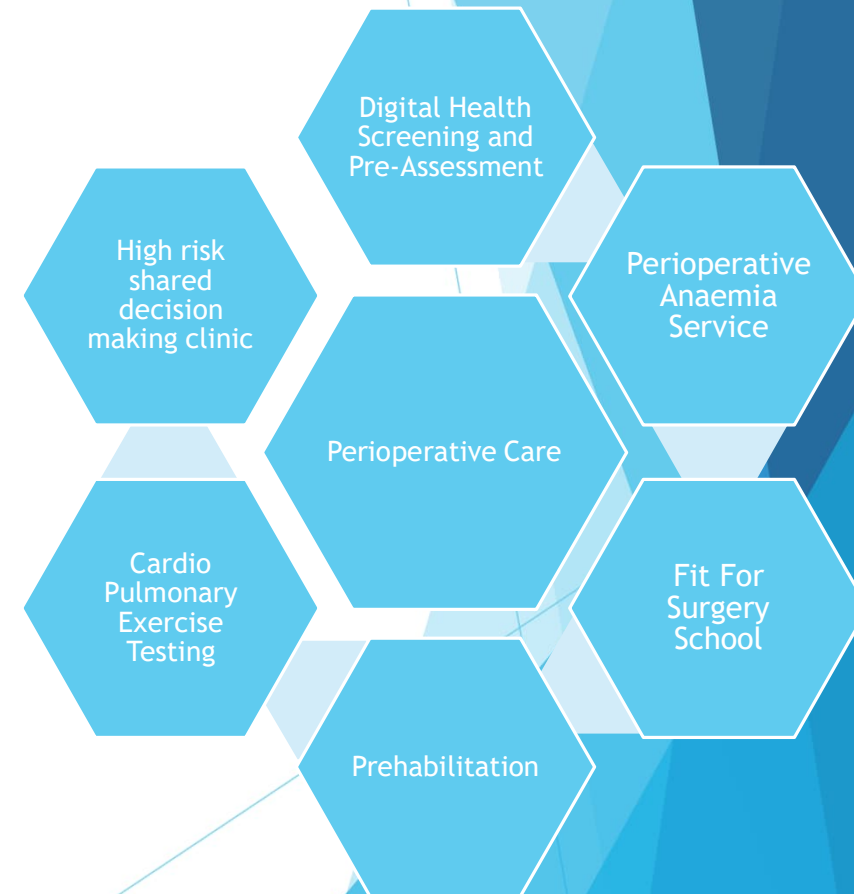 Digital Health
Screening and
Pre-Assessment
High risk
shared
decision
making clinic
Perioperative
Anaemia
Service
Perioperative Care
Cardio
Pulmonary
Exercise
Testing
Fit For
Surgery
School
Prehabilitation